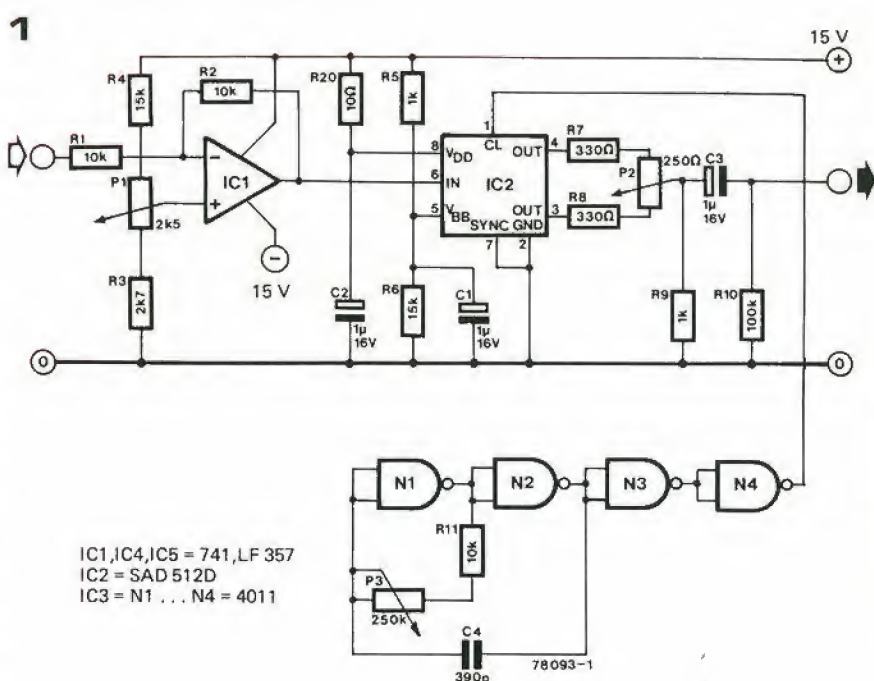 1
15 V
+
R4
15k
R2
10k
R20
10Ω
R5
1k
R1
10k
IC1
P1
2k5
15 V
R3
2k7
C2
1µ
16V
R6
15k
C1
1µ
16V
1
CL
8
VDD
OUT
4
R7
330Ω
6
IN
IC2
P2
250Ω
C3
1µ
16V
5
VBB
OUT
3
R8
330Ω
SYNC
GND
7
2
R9
1k
R10
100k
0
0
N1
N2
N3
N4
R11
10k
P3
250k
C4
390p
78093-1
IC1,IC4,IC5 = 741,LF 357
IC2 = SAD 512D
IC3 = N1 ... N4 = 4011